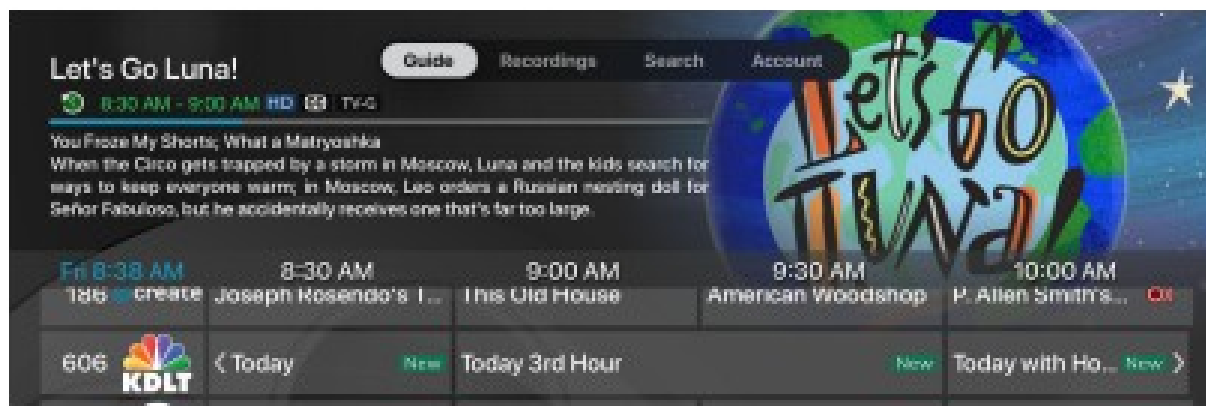 Let's Go Luna!
Guide Recordings Search Account
8:30 AM - 9:00 AM HD CC TV-G
You Froze My Shorts; What a Matryoshka
When the Circo gets trapped by a storm in Moscow, Luna and the kids search for
ways to keep everyone warm; in Moscow, Leo orders a Russian nesting doll for
Señor Fabuloso, but he accidentally receives one that's far too large.
Let's GO
LUNA!
Fri 8:38 AM 8:30 AM 9:00 AM 9:30 AM 10:00 AM
186 create Joseph Rosendo's T... This Old House American Woodshop P. Allen Smith's...
606 KDLT < Today New Today 3rd Hour New Today with Ho... New >